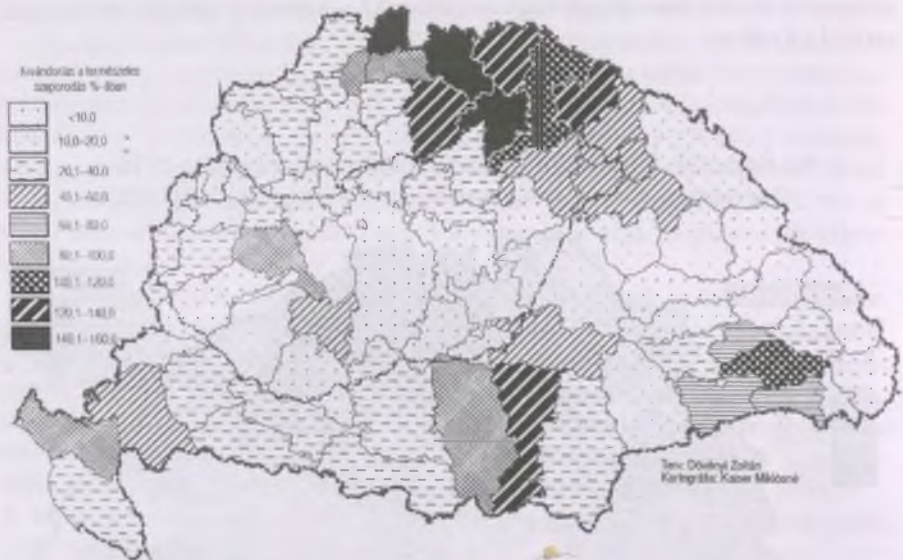 Kivándorlás a természetes
szaporodás %-ában
<10,0
10,0–20,0
20,1–40,0
40,1–60,0
60,1–80,0
80,1–100,0
100,1–120,0
120,1–140,0
140,1–160,0
Terv: Dövényi Zoltán
Kartográfia: Kaiser Miklósné